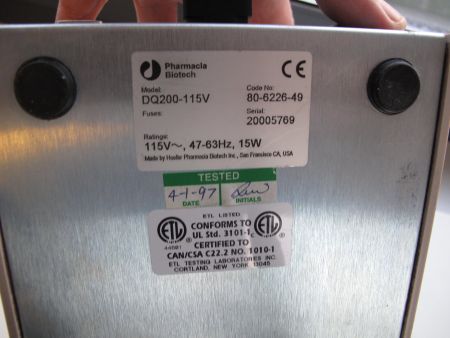 Pharmacia
Biotech
CE
Model:
DQ200-115V
Code No:
80-6226-49
Fuses:
Serial:
20005769
Ratings:
115V~, 47-63Hz, 15W
Made by Hoefer Pharmacia Biotech Inc., San Francisco CA, USA
TESTED
4-1-97
DATE INITIALS
ETL LISTED
CONFORMS TO
UL Std. 3101-1
CERTIFIED TO
CAN/CSA C22.2 NO. 1010-1
ETL TESTING LABORATORIES INC.
CORTLAND, NEW YORK 13045
ETL
ETL
C